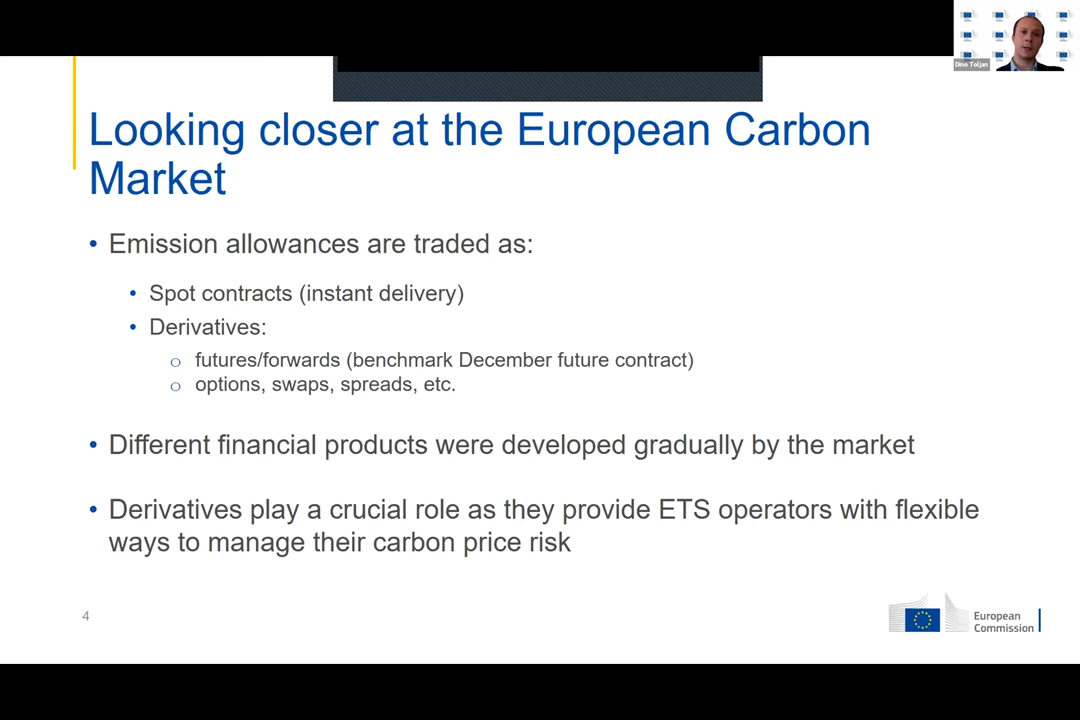 Dino Toljan
Looking closer at the European Carbon
Market
• Emission allowances are traded as:
• Spot contracts (instant delivery)
• Derivatives:
o futures/forwards (benchmark December future contract)
o options, swaps, spreads, etc.
• Different financial products were developed gradually by the market
• Derivatives play a crucial role as they provide ETS operators with flexible
ways to manage their carbon price risk
4
European
Commission